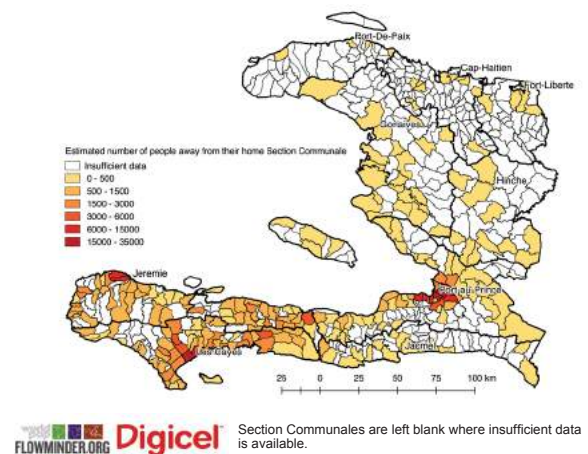 Port-De-Paix
Cap-Haitien
Fort-Liberte
Gonaives
Estimated number of people away from their home Section Communale
Insufficient data
0 - 500
500 - 1500
1500 - 3000
3000 - 6000
6000 - 15000
15000 - 35000
Hinche
Jeremie
Port-au-Prince
Les Cayes
Jacmel
25 0 25 50 75 100 km
FLOWMINDER.ORG
Digicel
Section Communales are left blank where insufficient data
is available.